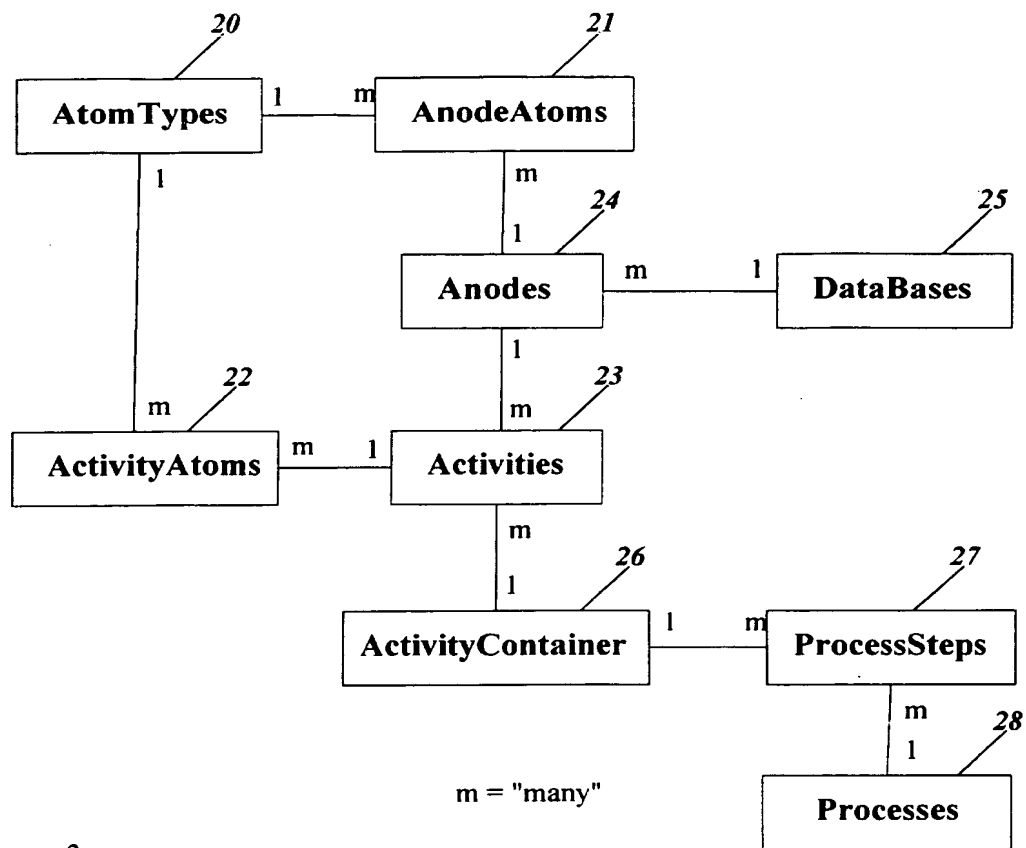 20
21
AtomTypes
1 m
AnodeAtoms
1
m
24
25
1
Anodes
m 1
DataBases
1
22
23
m
m
ActivityAtoms
m 1
Activities
m
26
27
1
ActivityContainer
1 m
ProcessSteps
m
28
1
m = "many"
Processes